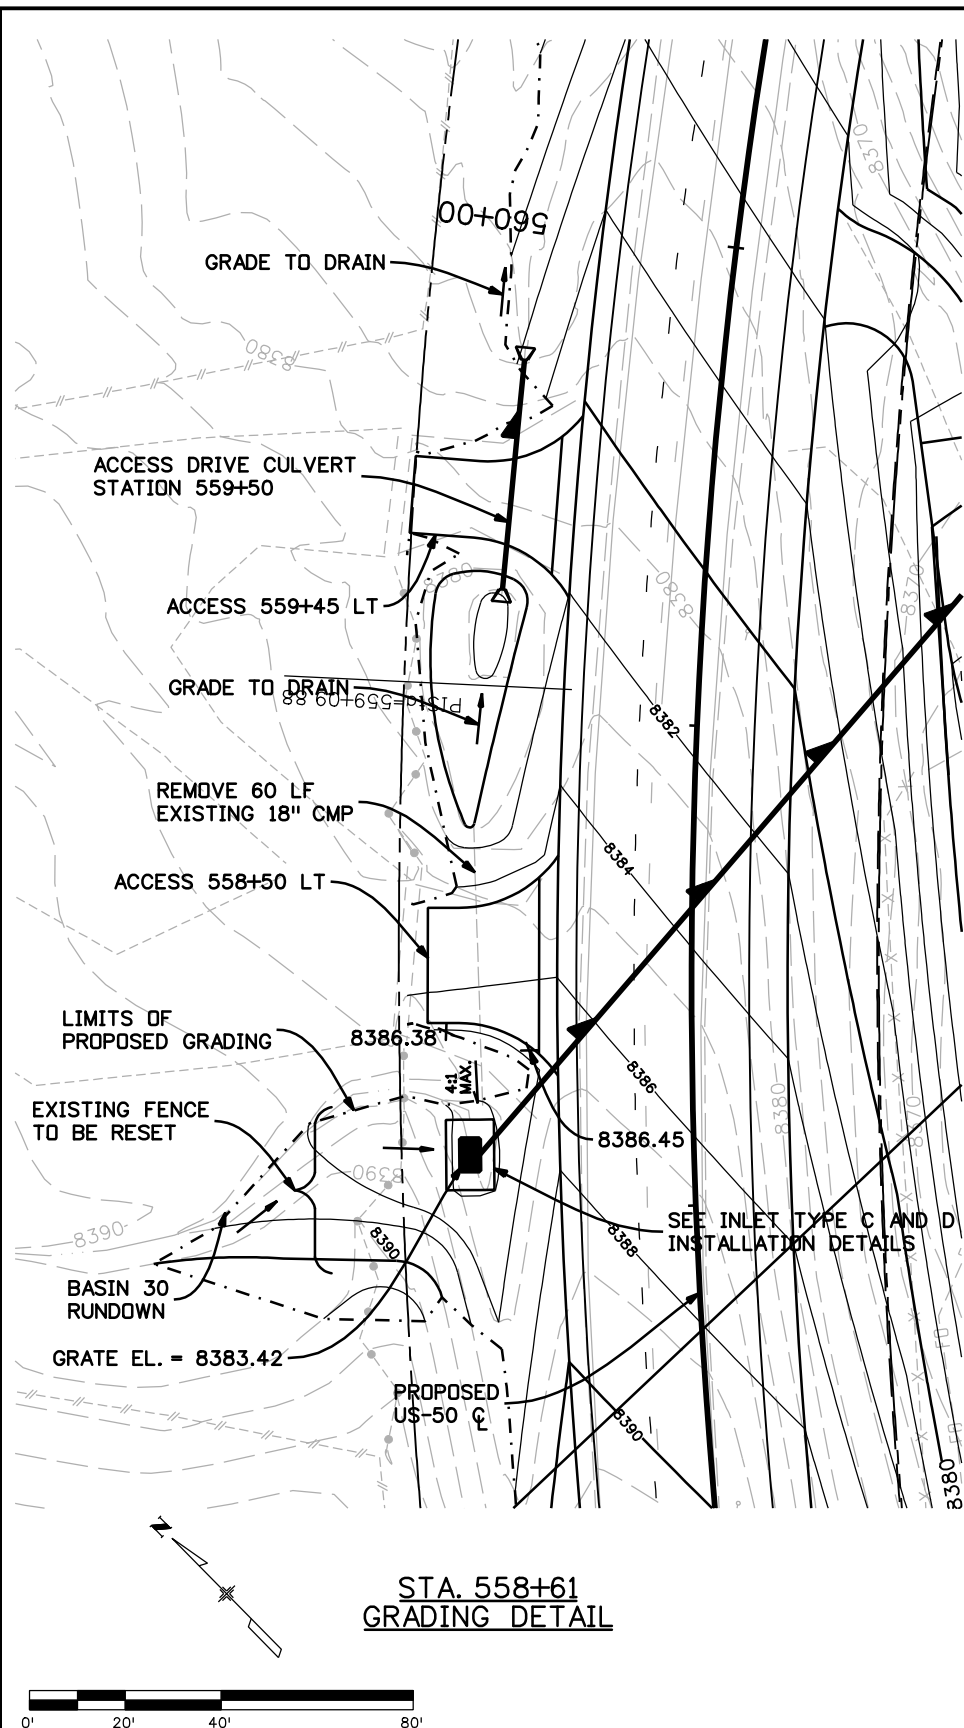 8370
560+00
GRADE TO DRAIN
8380
ACCESS DRIVE CULVERT
STATION 559+50
8380
8380
8370
ACCESS 559+45 LT
GRADE TO DRAIN
PISta=559+09.88
8382
REMOVE 60 LF
EXISTING 18" CMP
8384
ACCESS 558+50 LT
LIMITS OF
PROPOSED GRADING
8386.38
4:1
MAX.
8386
8380
8370
EXISTING FENCE
TO BE RESET
8386.45
8390
8390
8390
SEE INLET TYPE C AND D
INSTALLATION DETAILS
8388
BASIN 30
RUNDOWN
GRATE EL. = 8383.42
PROPOSED
US-50 ℄
8390
8380
N
STA. 558+61
GRADING DETAIL
0'
20'
40'
80'